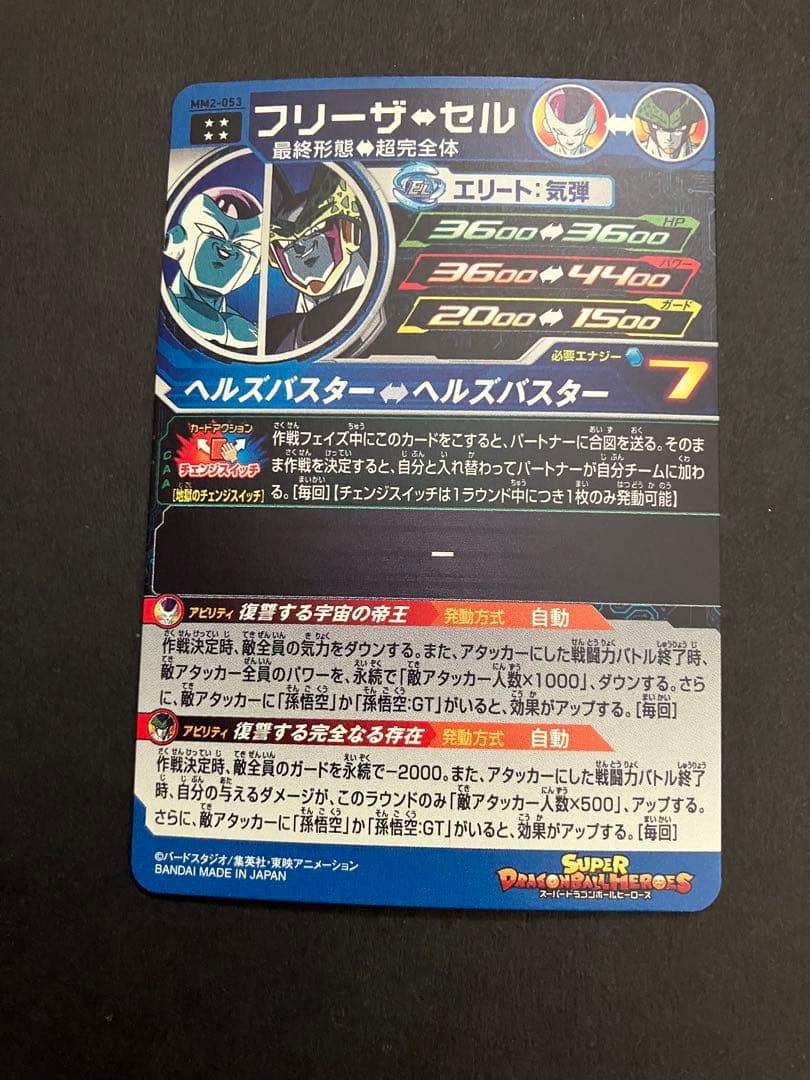 MM2-053
フリーザ⇔セル
最終形態⇔超完全体
EL エリート:気弾
HP
3600⇔3600
パワー
3600⇔4400
ガード
2000⇔1500
必要エナジー 7
ヘルズバスター⇔ヘルズバスター
CAA
カードアクション
チェンジスイッチ
[地獄のチェンジスイッチ]
作戦フェイズ中にこのカードをこすると、パートナーに合図を送る。そのま
ま作戦を決定すると、自分と入れ替わってパートナーが自分チームに加わ
る。[毎回]【チェンジスイッチは1ラウンド中につき1枚のみ発動可能】
ー
アビリティ 復讐する宇宙の帝王 発動方式 自動
作戦決定時、敵全員の気力をダウンする。また、アタッカーにした戦闘力バトル終了時、
敵アタッカー全員のパワーを、永続で「敵アタッカー人数×1000」、ダウンする。さら
に、敵アタッカーに「孫悟空」か「孫悟空:GT」がいると、効果がアップする。[毎回]
アビリティ 復讐する完全なる存在 発動方式 自動
作戦決定時、敵全員のガードを永続で-2000。また、アタッカーにした戦闘力バトル終了
時、自分の与えるダメージが、このラウンドのみ「敵アタッカー人数×500」、アップする。
さらに、敵アタッカーに「孫悟空」か「孫悟空:GT」がいると、効果がアップする。[毎回]
©バードスタジオ/集英社・東映アニメーション
BANDAI MADE IN JAPAN
SUPER
DRAGONBALL HEROES
スーパードラゴンボールヒーローズ